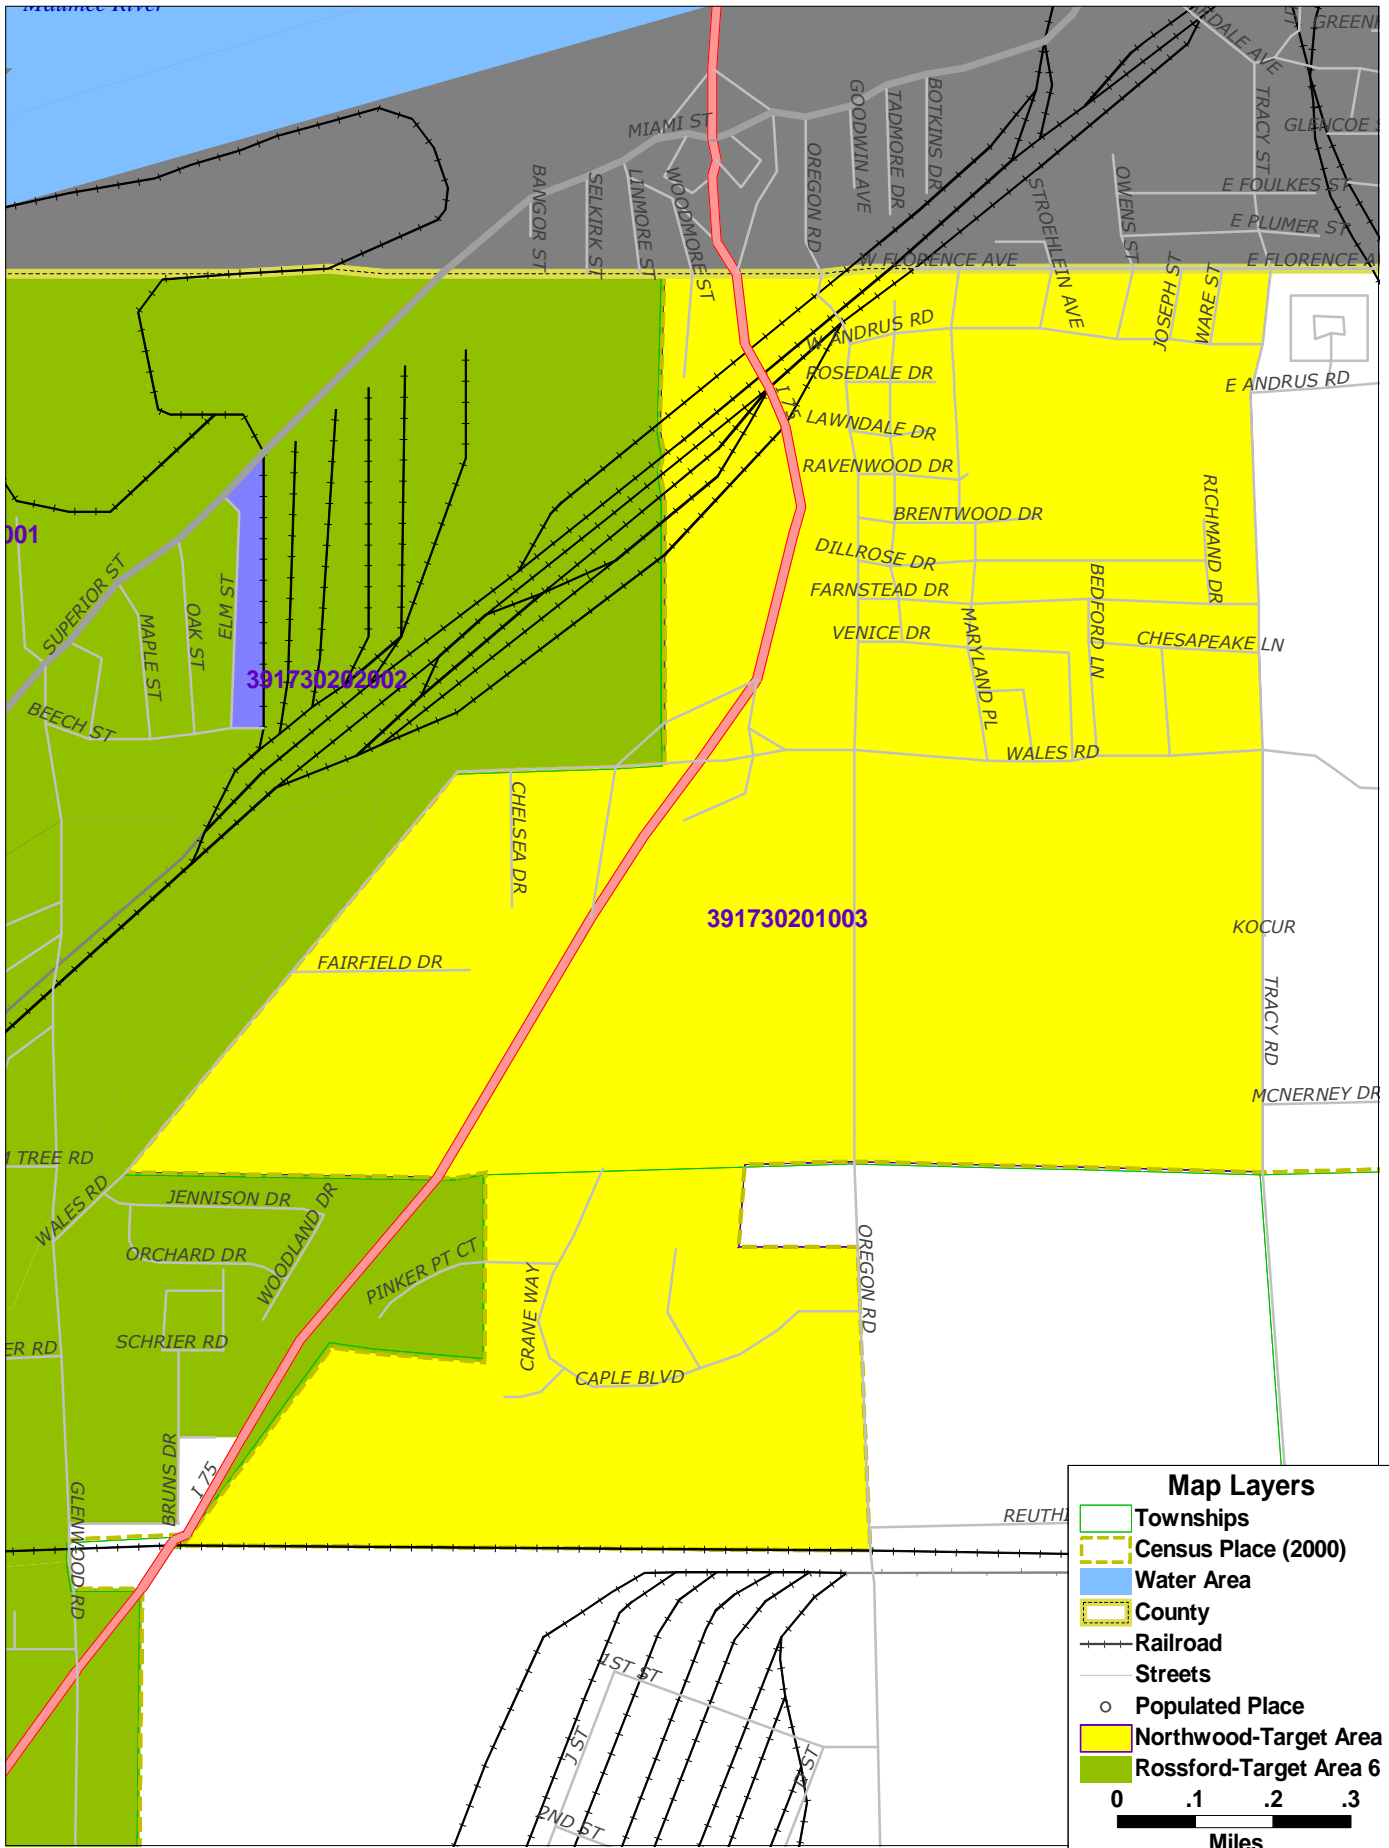 Maumee River
GREENF
TRACY ST
GLENCOE S
MIAMI ST
GOODWIN AVE
TADMORE DR
BOTKINS DR
OREGON RD
BANGOR ST
SELKIRK ST
LINMORE ST
WOODMORE ST
STROEHLEIN AVE
OWENS ST
E FOULKES ST
E PLUMER ST
W FLORENCE AVE
E FLORENCE AV
JOSEPH ST
WARE ST
W ANDRUS RD
ROSEDALE DR
E ANDRUS RD
I 75
LAWNDALE DR
RAVENWOOD DR
RICHMAND DR
BRENTWOOD DR
001
DILLROSE DR
SUPERIOR ST
ELM ST
OAK ST
MAPLE ST
FARNSTEAD DR
BEDFORD LN
MARYLAND PL
VENICE DR
CHESAPEAKE LN
391730202002
BEECH ST
WALES RD
CHELSEA DR
391730201003
KOCUR
FAIRFIELD DR
TRACY RD
MCNERNEY DR
TREE RD
WALES RD
JENNISON DR
WOODLAND DR
ORCHARD DR
PINKER PT CT
CRANE WAY
OREGON RD
ER RD
SCHRIER RD
CAPLE BLVD
I 75
BRUNS DR
GLENWOOD RD
REUTHI
1ST ST
J ST
2ND ST
Map Layers
Townships
Census Place (2000)
Water Area
County
Railroad
Streets
Populated Place
Northwood-Target Area
Rossford-Target Area 6
0 .1 .2 .3
Miles